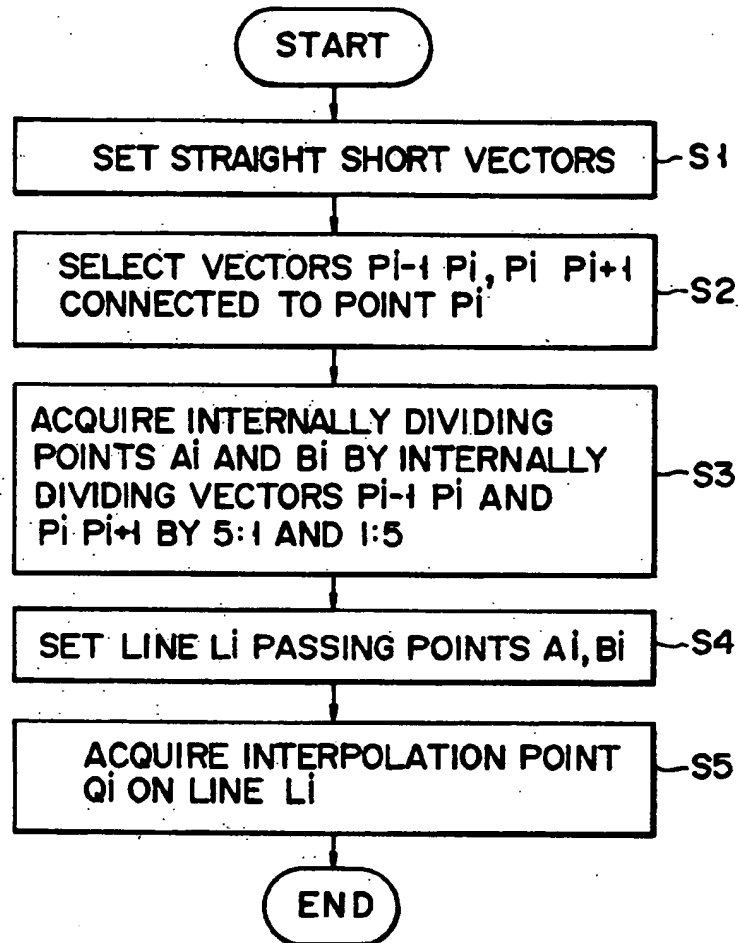 START
SET STRAIGHT SHORT VECTORS
S1
SELECT VECTORS Pi-1 Pi, Pi Pi+1
CONNECTED TO POINT Pi
S2
ACQUIRE INTERNALLY DIVIDING
POINTS Ai AND Bi BY INTERNALLY
DIVIDING VECTORS Pi-1 Pi AND
Pi Pi+1 BY 5:1 AND 1:5
S3
SET LINE Li PASSING POINTS Ai, Bi
S4
ACQUIRE INTERPOLATION POINT
Qi ON LINE Li
S5
END